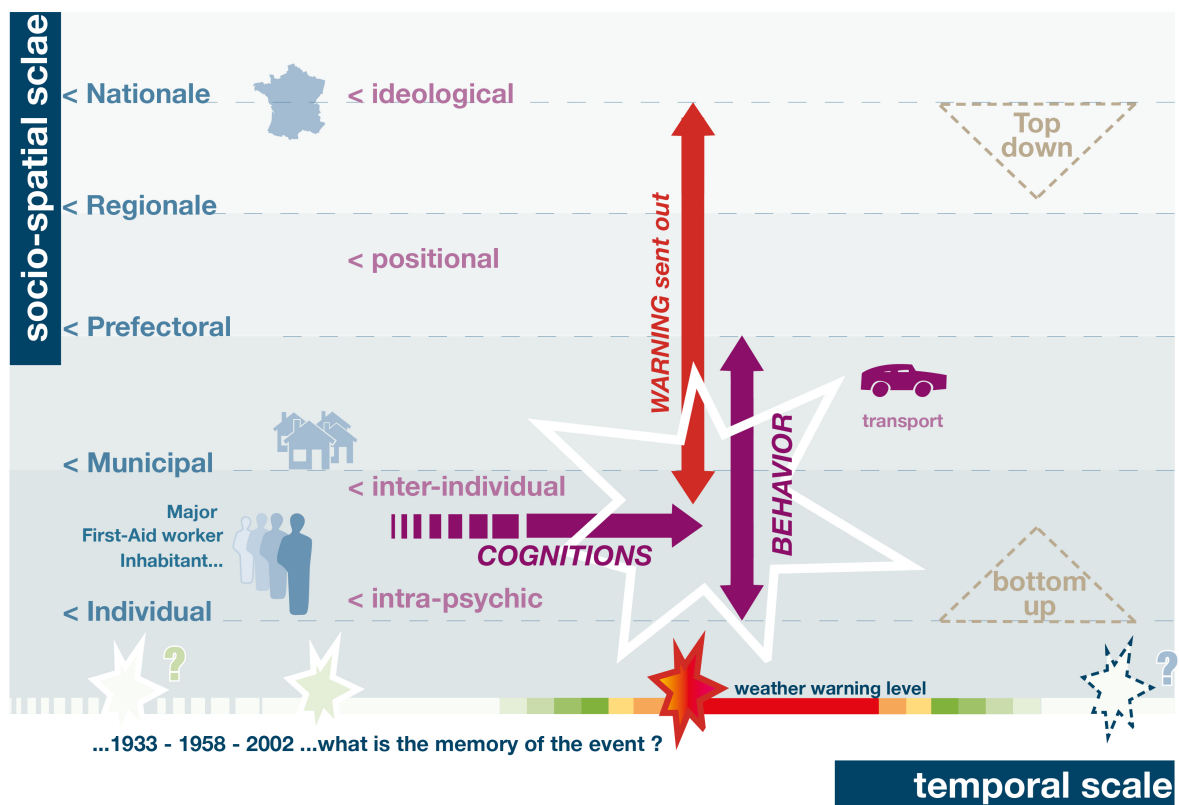 socio-spatial sclae
< Nationale
< ideological
Top
down
< Regionale
< positional
WARNING sent out
< Prefectoral
transport
BEHAVIOR
< Municipal
< inter-individual
Major
First-Aid worker
Inhabitant...
COGNITIONS
< intra-psychic
< Individual
bottom
up
?
?
weather warning level
...1933 - 1958 - 2002 ...what is the memory of the event ?
temporal scale